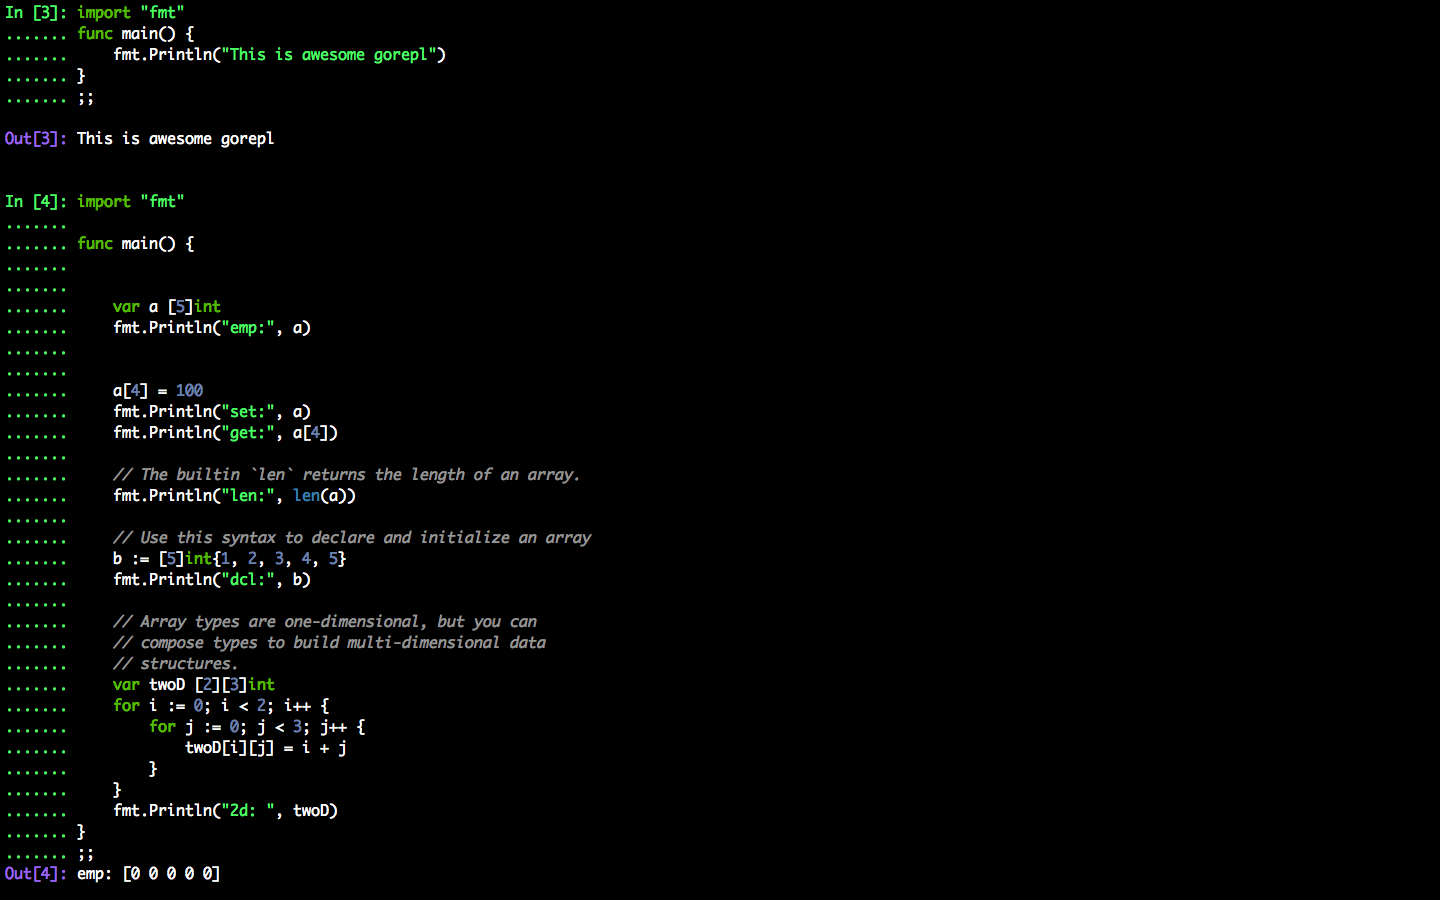 In [3]: import "fmt"
....... func main() {
.......     fmt.Println("This is awesome gorepl")
....... }
....... ;;
Out[3]: This is awesome gorepl
In [4]: import "fmt"
.......
....... func main() {
.......
.......
.......     var a [5]int
.......     fmt.Println("emp:", a)
.......
.......
.......     a[4] = 100
.......     fmt.Println("set:", a)
.......     fmt.Println("get:", a[4])
.......
.......     // The builtin `len` returns the length of an array.
.......     fmt.Println("len:", len(a))
.......
.......     // Use this syntax to declare and initialize an array
.......     b := [5]int{1, 2, 3, 4, 5}
.......     fmt.Println("dcl:", b)
.......
.......     // Array types are one-dimensional, but you can
.......     // compose types to build multi-dimensional data
.......     // structures.
.......     var twoD [2][3]int
.......     for i := 0; i < 2; i++ {
.......         for j := 0; j < 3; j++ {
.......             twoD[i][j] = i + j
.......         }
.......     }
.......     fmt.Println("2d: ", twoD)
....... }
....... ;;
Out[4]: emp: [0 0 0 0 0]